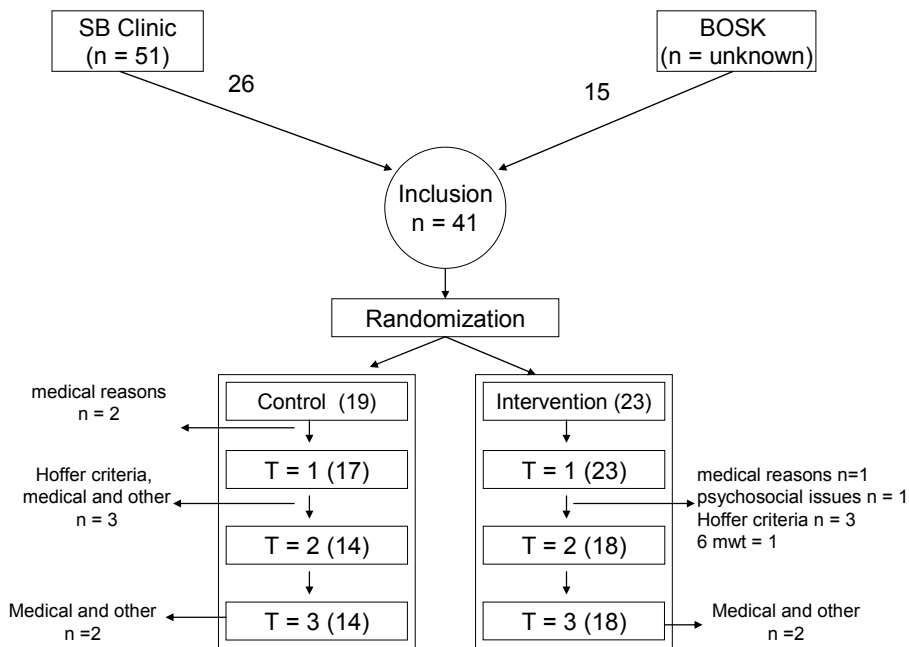 SB Clinic
(n = 51)
BOSK
(n = unknown)
26
15
Inclusion
n = 41
Randomization
medical reasons
n = 2
Control (19)
Intervention (23)
T = 1 (17)
T = 1 (23)
Hoffer criteria,
medical and other
n = 3
medical reasons n=1
psychosocial issues n = 1
Hoffer criteria n = 3
6 mwt = 1
T = 2 (14)
T = 2 (18)
Medical and other
n =2
T = 3 (14)
T = 3 (18)
Medical and other
n =2